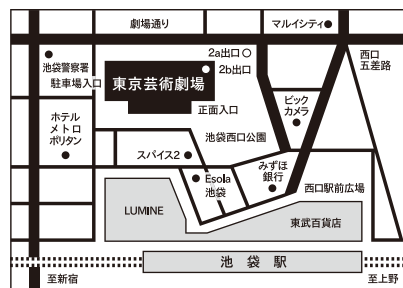 劇場通り
マルイシティ
2a出口
西口
五差路
池袋警察署
2b出口
駐車場入口
東京芸術劇場
正面入口
ビック
カメラ
ホテル
メトロ
ポリタン
池袋西口公園
スパイス2
みずほ
銀行
Esola
池袋
西口駅前広場
LUMINE
東武百貨店
池袋駅
至新宿
至上野